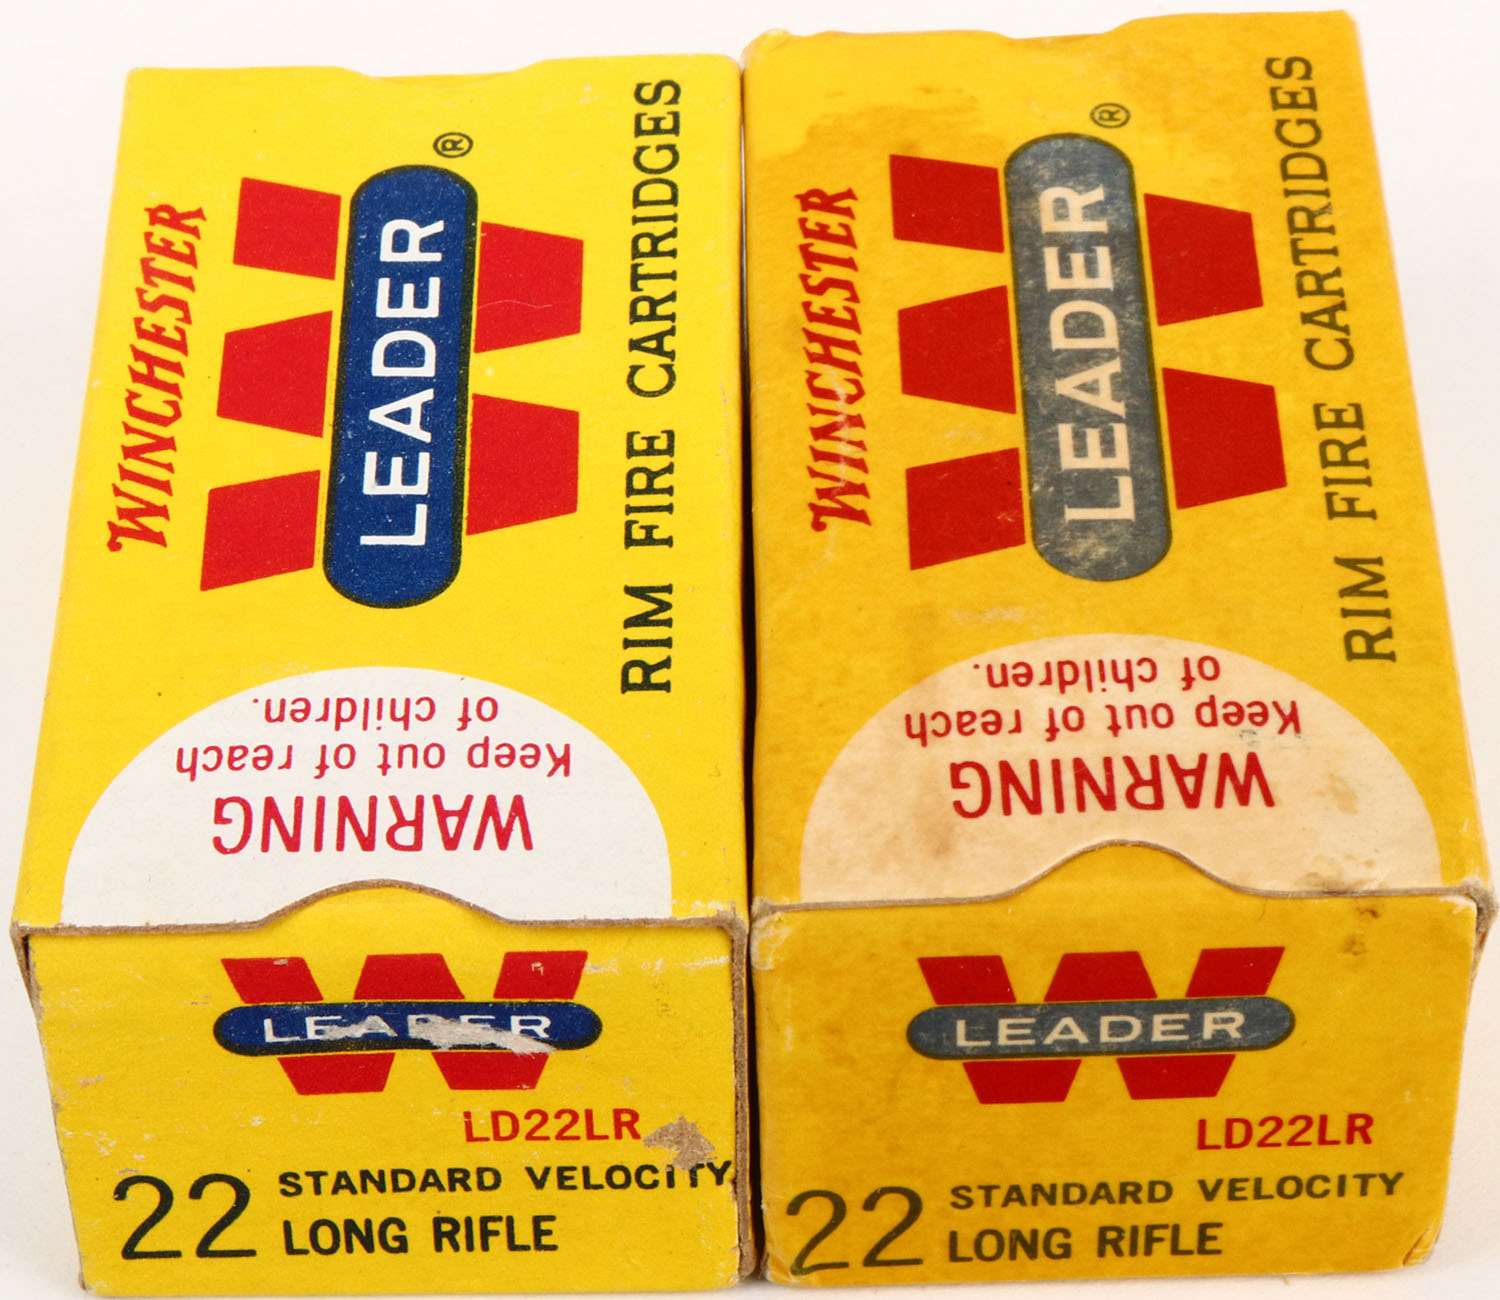 WINCHESTER
LEADER®
RIM FIRE CARTRIDGES
WARNING
Keep out of reach
of children.
LEADER
LD22LR
22 STANDARD VELOCITY
LONG RIFLE
WINCHESTER
LEADER®
RIM FIRE CARTRIDGES
WARNING
Keep out of reach
of children.
LEADER
LD22LR
22 STANDARD VELOCITY
LONG RIFLE